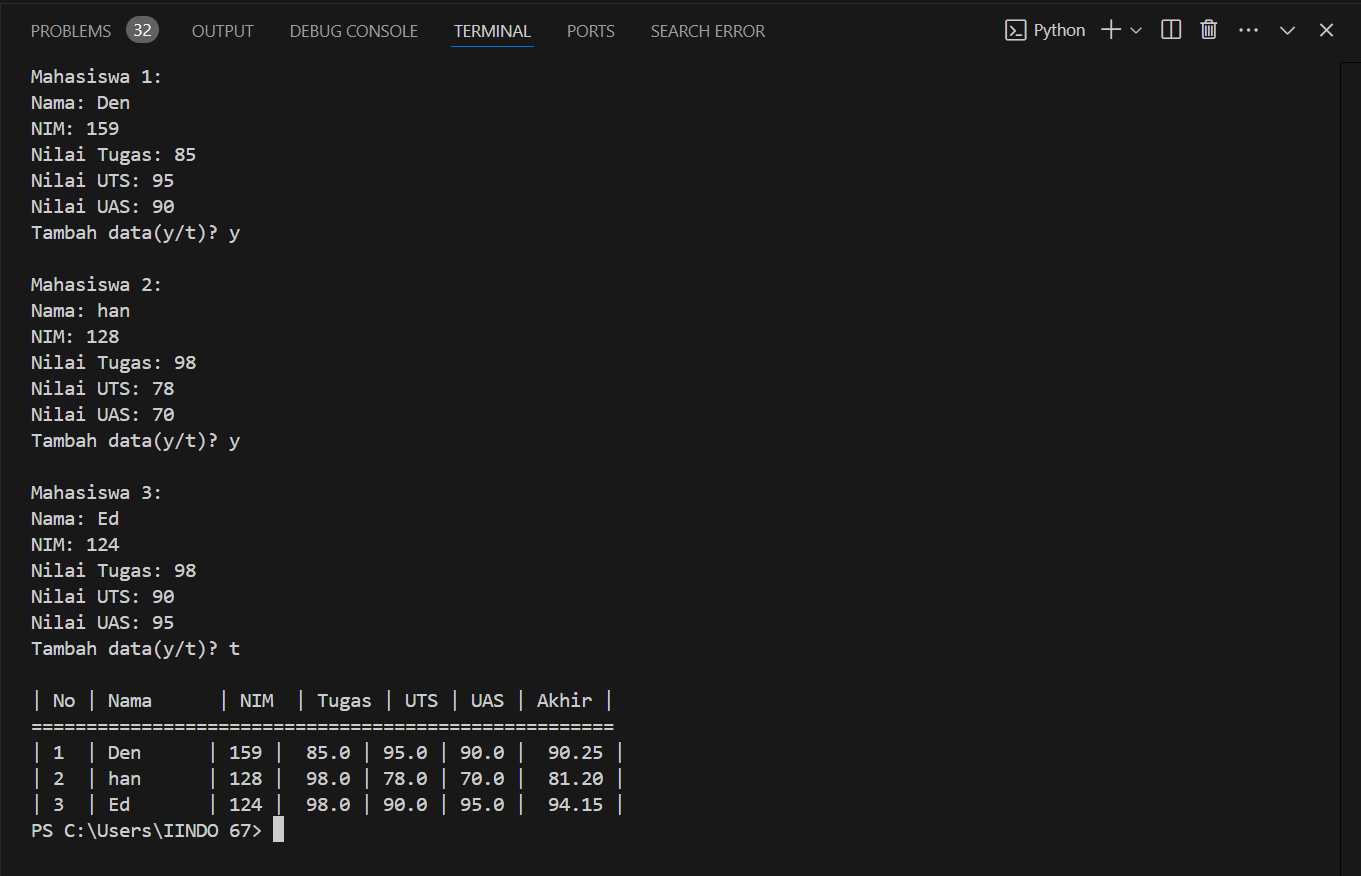 PROBLEMS 32 OUTPUT DEBUG CONSOLE TERMINAL PORTS SEARCH ERROR Python
Mahasiswa 1:
Nama: Den
NIM: 159
Nilai Tugas: 85
Nilai UTS: 95
Nilai UAS: 90
Tambah data(y/t)? y
Mahasiswa 2:
Nama: han
NIM: 128
Nilai Tugas: 98
Nilai UTS: 78
Nilai UAS: 70
Tambah data(y/t)? y
Mahasiswa 3:
Nama: Ed
NIM: 124
Nilai Tugas: 98
Nilai UTS: 90
Nilai UAS: 95
Tambah data(y/t)? t
| No | Nama      | NIM  | Tugas | UTS | UAS | Akhir |
=====================================================
| 1  | Den      | 159 |  85.0 | 95.0 | 90.0 |  90.25 |
| 2  | han      | 128 |  98.0 | 78.0 | 70.0 |  81.20 |
| 3  | Ed       | 124 |  98.0 | 90.0 | 95.0 |  94.15 |
PS C:\Users\IINDO 67>